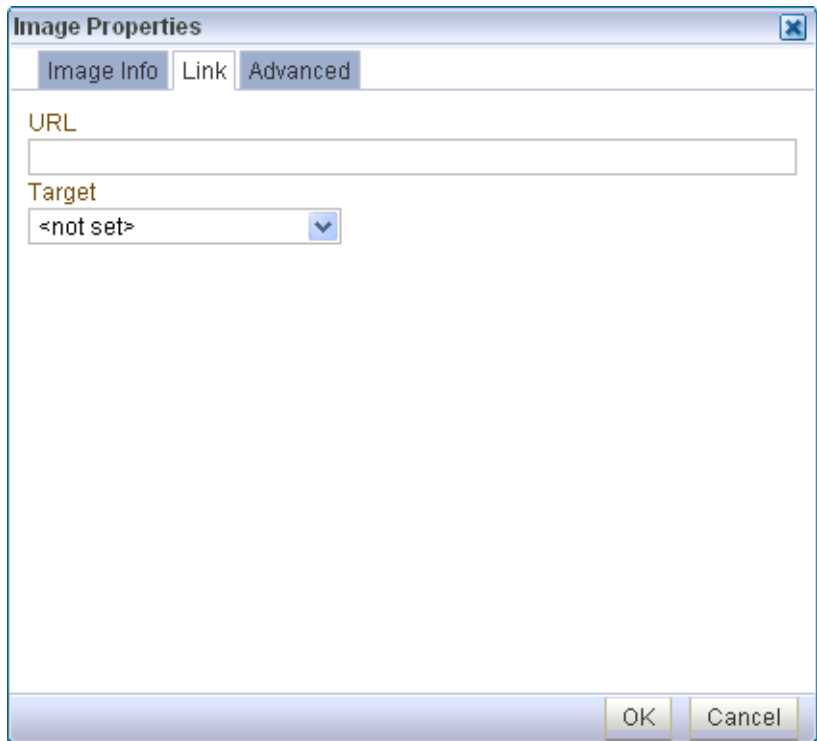 Image Properties
Image Info Link Advanced
URL
Target
<not set>
OK Cancel